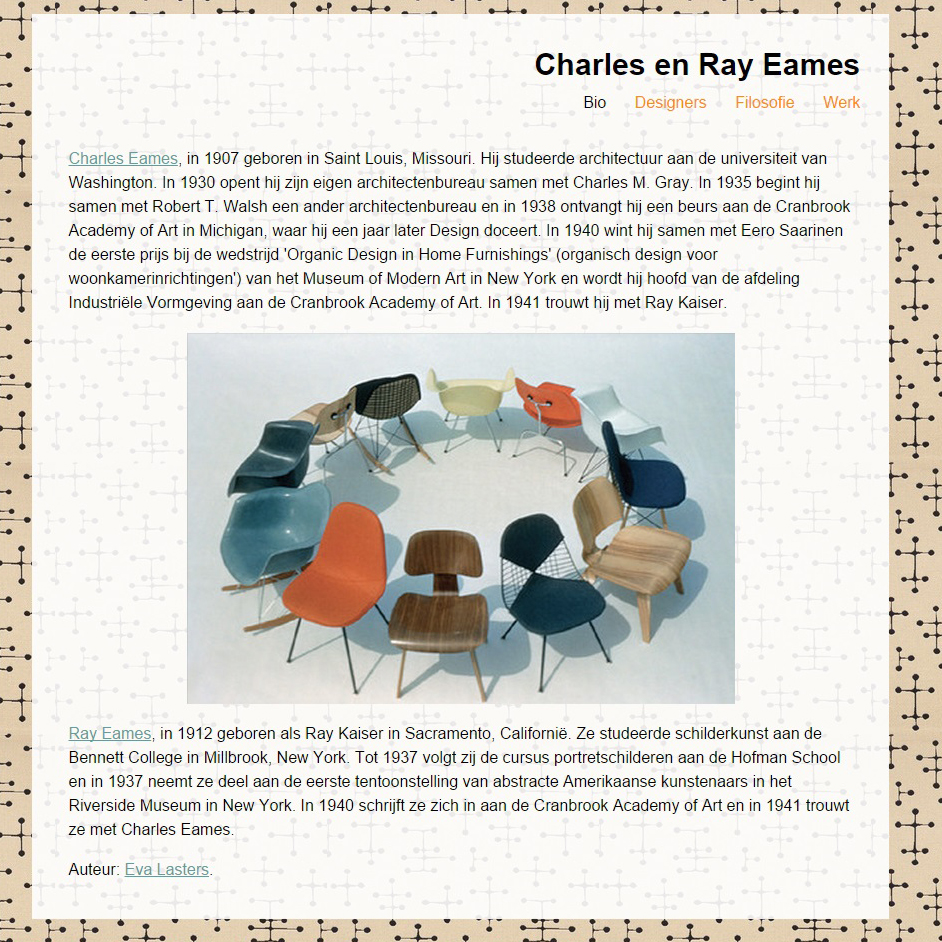 Charles en Ray Eames
Bio Designers Filosofie Werk
Charles Eames, in 1907 geboren in Saint Louis, Missouri. Hij studeerde architectuur aan de universiteit van
Washington. In 1930 opent hij zijn eigen architectenbureau samen met Charles M. Gray. In 1935 begint hij
samen met Robert T. Walsh een ander architectenbureau en in 1938 ontvangt hij een beurs aan de Cranbrook
Academy of Art in Michigan, waar hij een jaar later Design doceert. In 1940 wint hij samen met Eero Saarinen
de eerste prijs bij de wedstrijd 'Organic Design in Home Furnishings' (organisch design voor
woonkamerinrichtingen') van het Museum of Modern Art in New York en wordt hij hoofd van de afdeling
Industriële Vormgeving aan de Cranbrook Academy of Art. In 1941 trouwt hij met Ray Kaiser.
Ray Eames, in 1912 geboren als Ray Kaiser in Sacramento, Californië. Ze studeerde schilderkunst aan de
Bennett College in Millbrook, New York. Tot 1937 volgt zij de cursus portretschilderen aan de Hofman School
en in 1937 neemt ze deel aan de eerste tentoonstelling van abstracte Amerikaanse kunstenaars in het
Riverside Museum in New York. In 1940 schrijft ze zich in aan de Cranbrook Academy of Art en in 1941 trouwt
ze met Charles Eames.
Auteur: Eva Lasters.